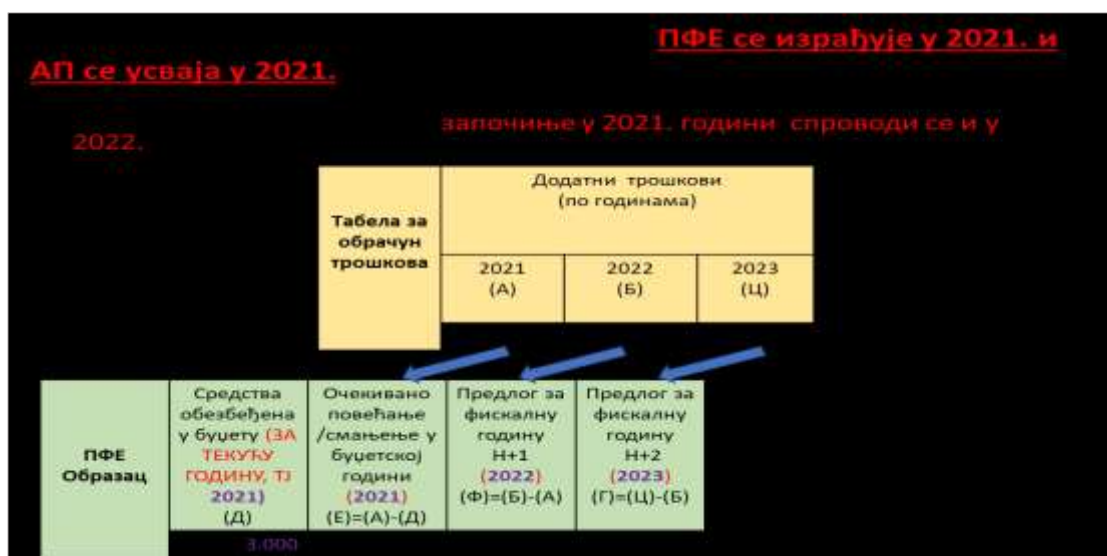 ПФЕ се израђује у 2021. и
АП се усваја у 2021.
започиње у 2021. години спроводи се и у
2022.
Табела за
обрачун
трошкова
Додатни трошкови
(по годинама)
2021
(А)
2022
(Б)
2023
(Ц)
ПФЕ
Образац
Средства
обезбеђена
у буџету (ЗА
ТЕКУЋУ
ГОДИНУ, ТЈ
2021)
(Д)
Очекивано
повећање
/смањење у
буџетској
години
(2021)
(Е)=(А)-(Д)
Предлог за
фискалну
годину
Н+1
(2022)
(Ф)=(Б)-(А)
Предлог за
фискалну
годину
Н+2
(2023)
(Г)=(Ц)-(Б)
3.000